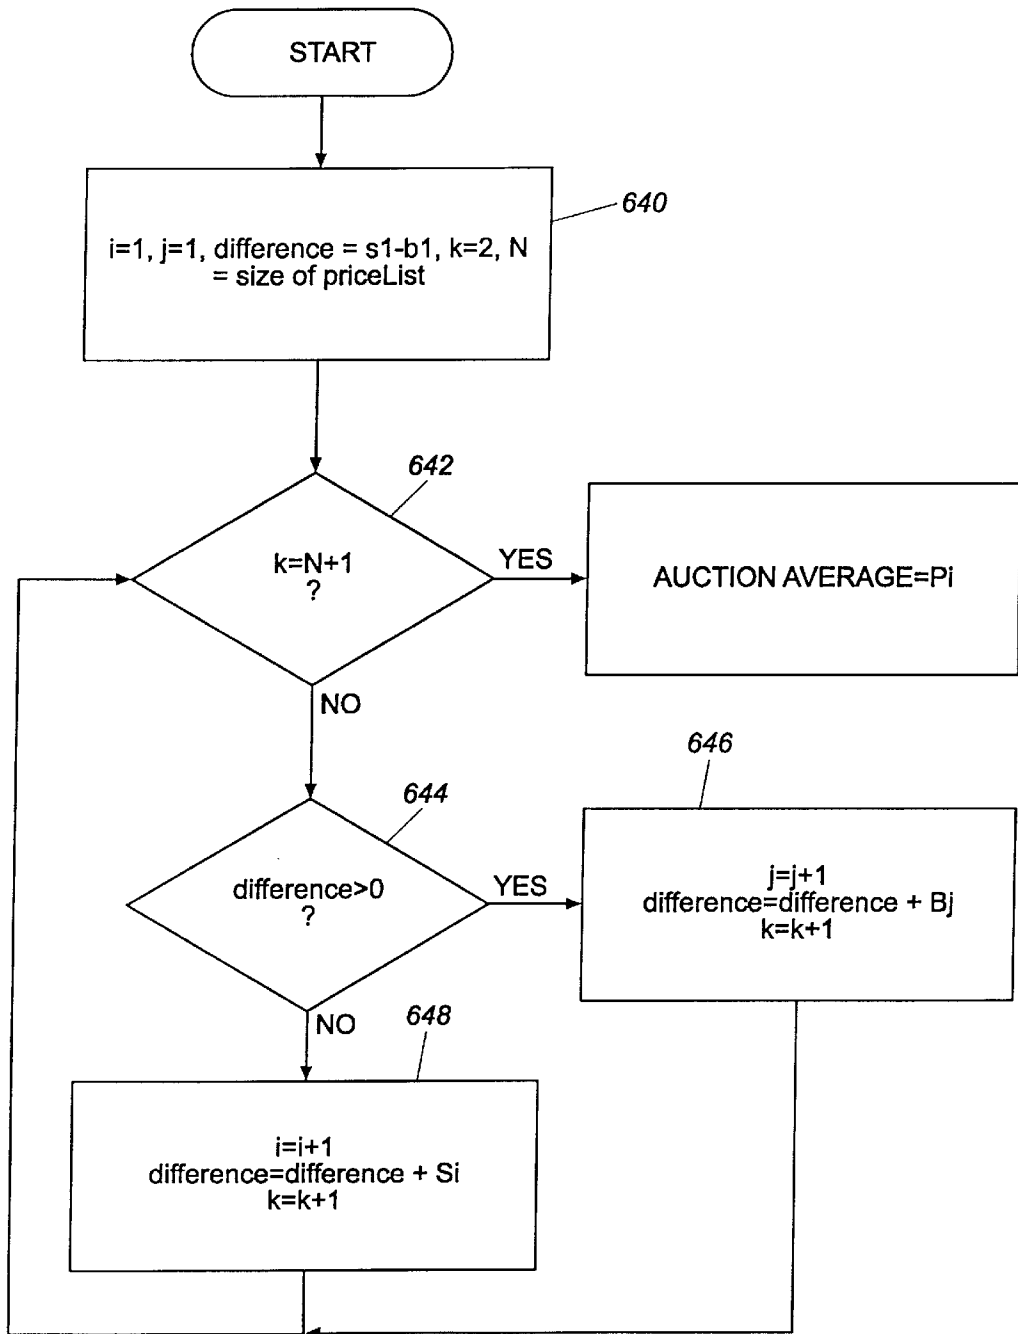 START
640
i=1, j=1, difference = s1-b1, k=2, N
= size of priceList
642
k=N+1
?
YES
AUCTION AVERAGE=Pi
NO
646
644
difference>0
?
YES
j=j+1
difference=difference + Bj
k=k+1
NO
648
i=i+1
difference=difference + Si
k=k+1